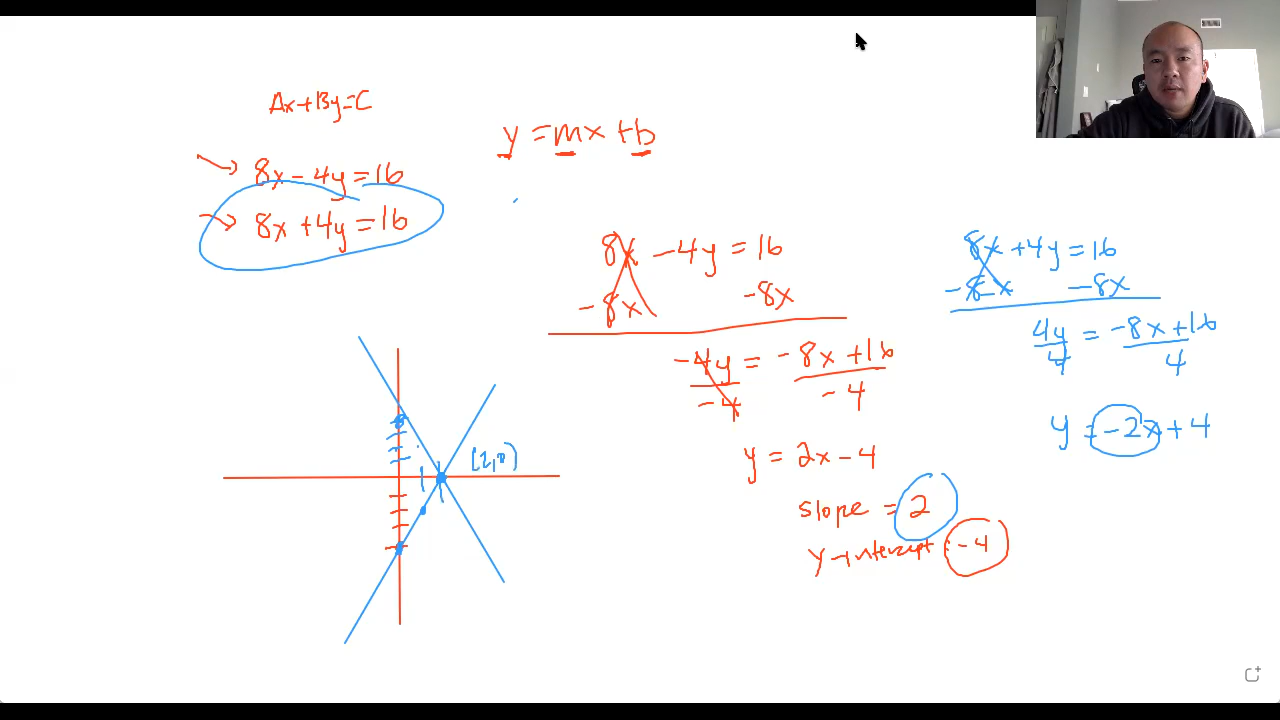 Ax+By=C
y = mx + b
8x - 4y = 16
8x + 4y = 16
8x - 4y = 16
-8x -8x
-4y = -8x + 16
-4 -4
y = 2x - 4
slope = 2
y-intercept = -4
8x + 4y = 16
-8x -8x
4y = -8x + 16
4 4
y = -2x + 4
(2,0)